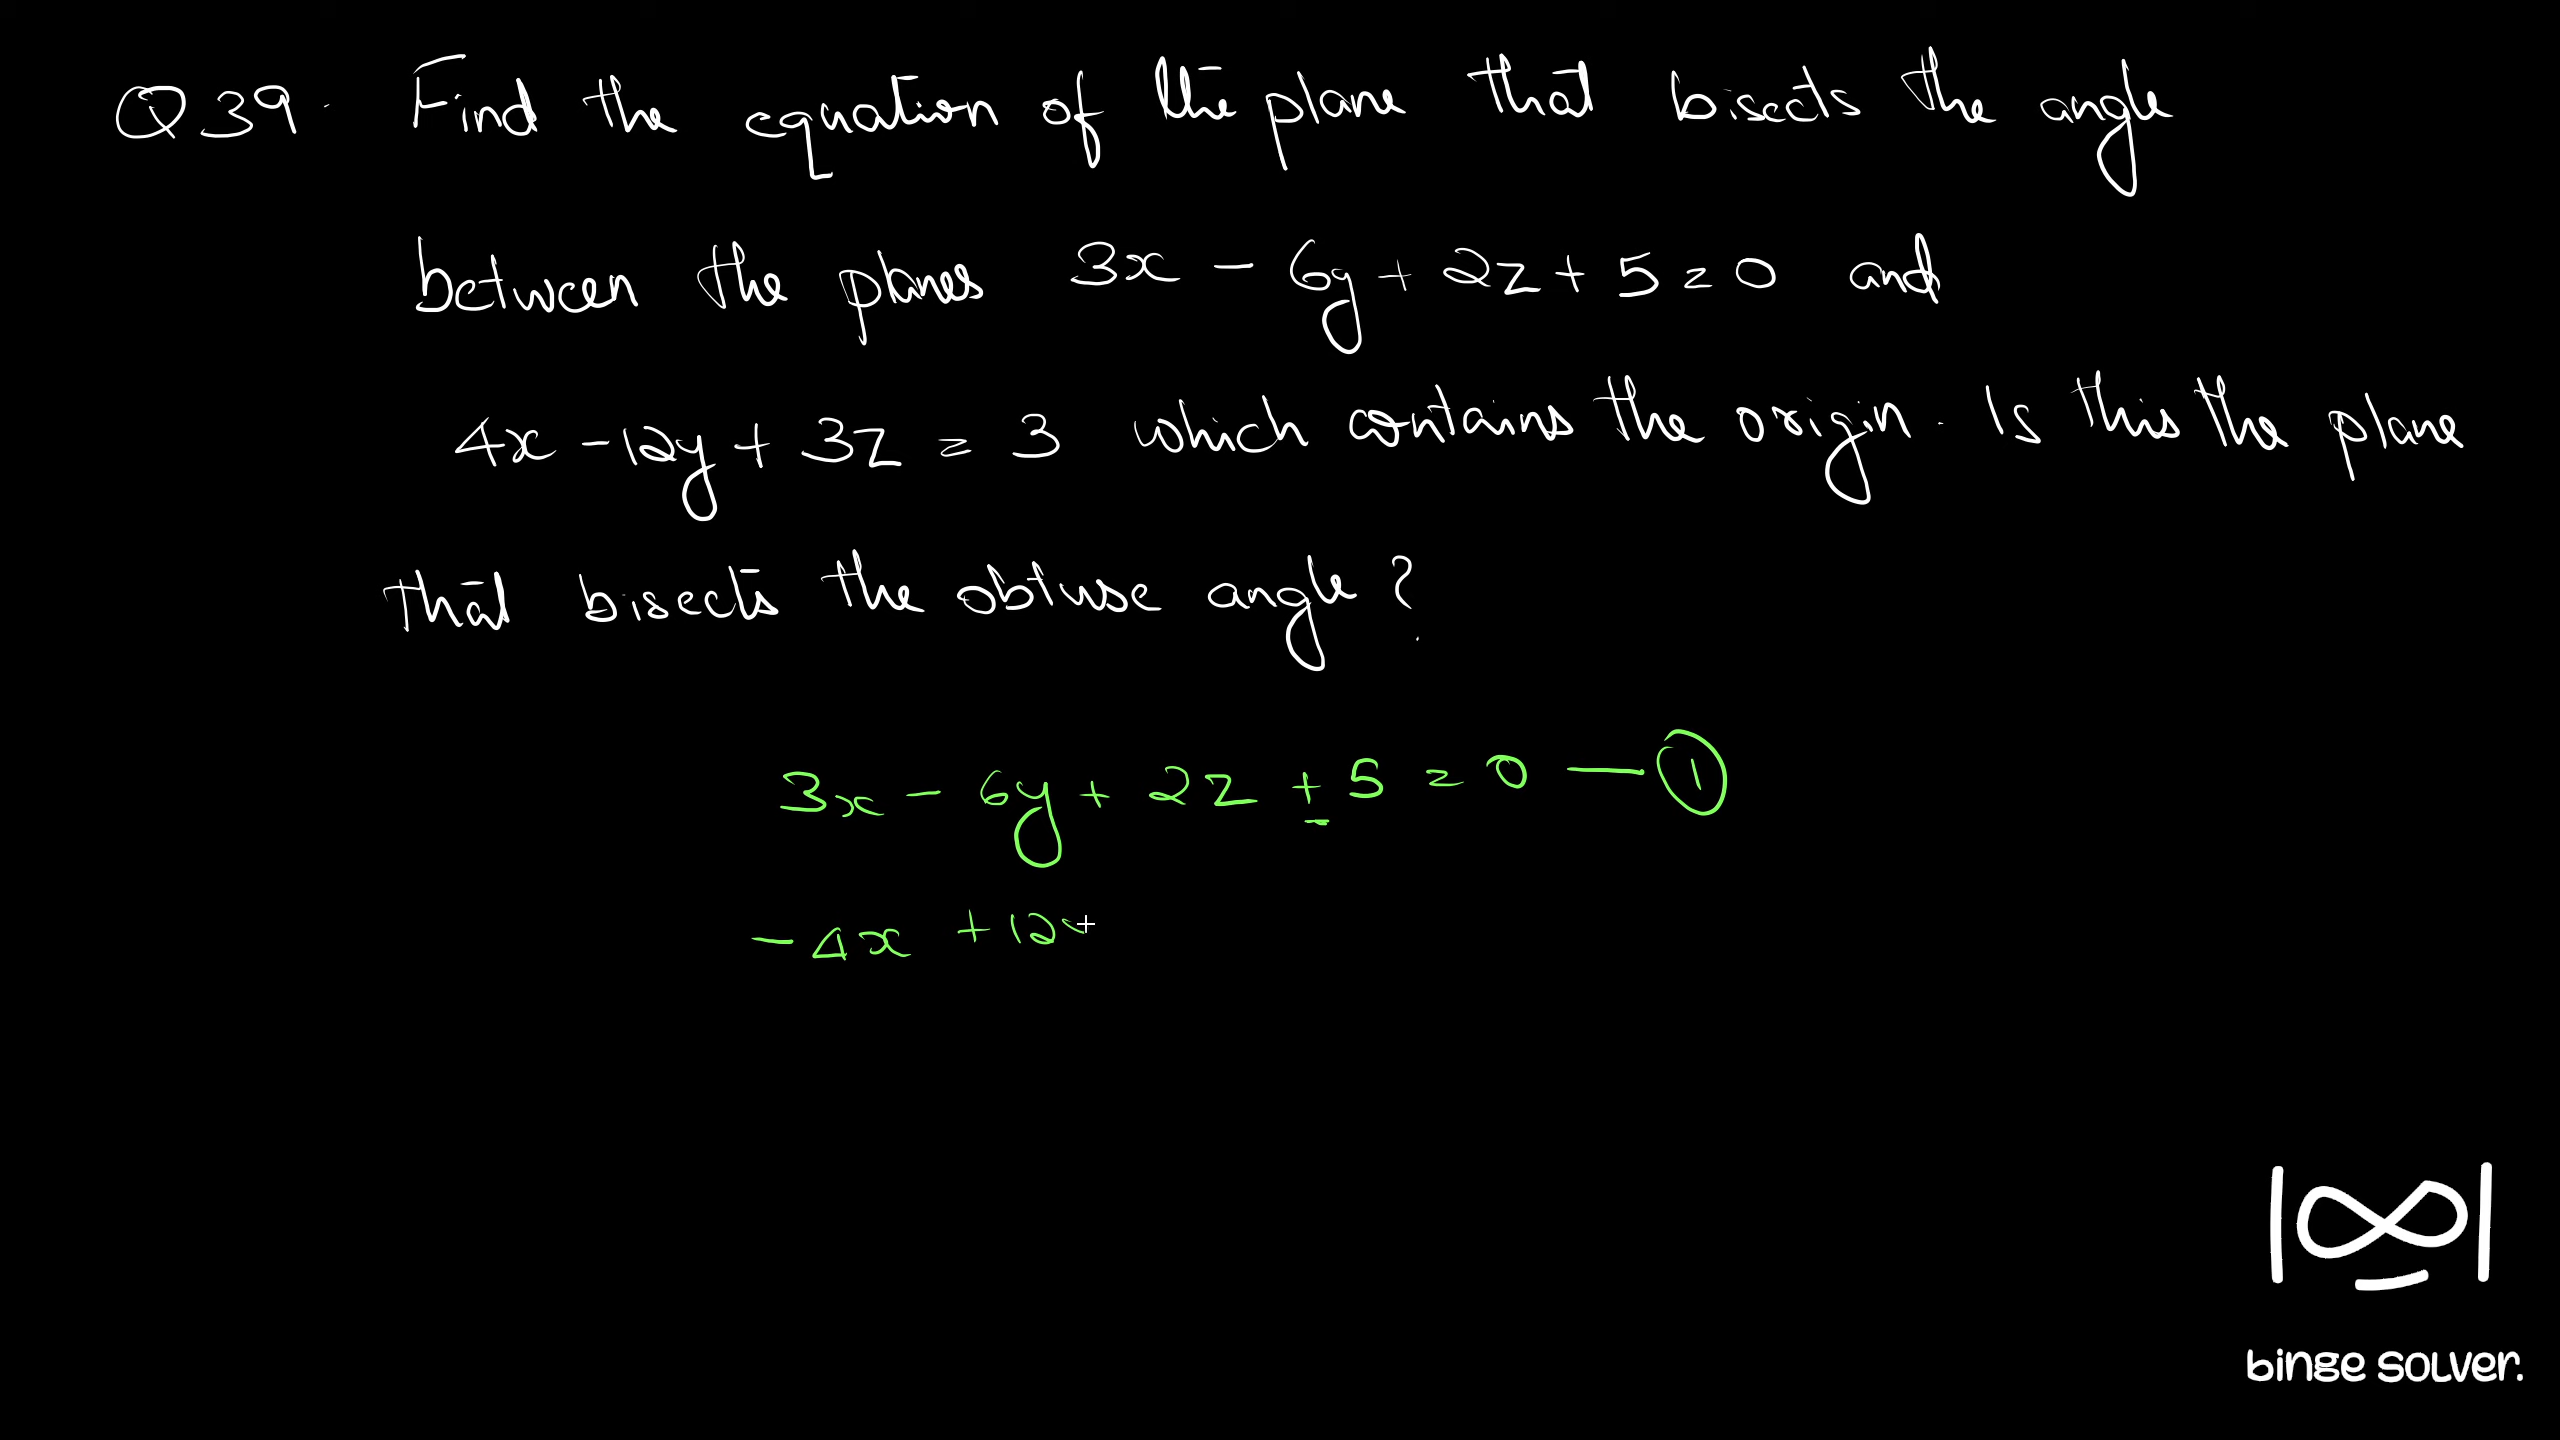 Q39. Find the equation of the plane that bisects the angle
between the planes 3x - 6y + 2z + 5 = 0 and
4x - 12y + 3z = 3 which contains the origin. Is this the plane
that bisects the obtuse angle?
3x - 6y + 2z + 5 = 0 — 1
- 4x + 12
binge solver.